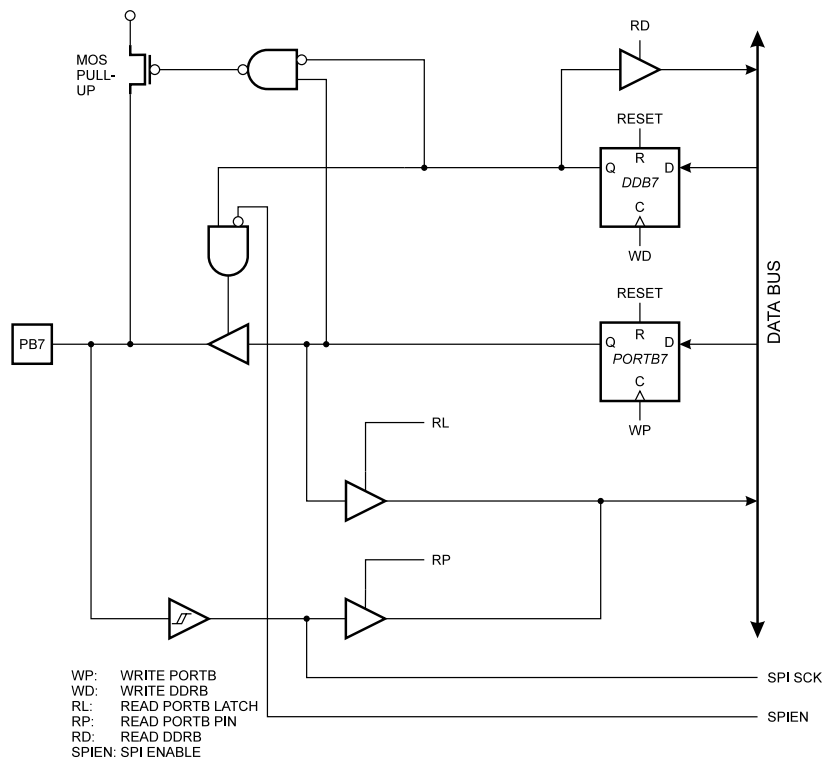 RD
MOS
PULL-
UP
RESET
R
Q
D
DDB7
C
WD
DATA BUS
RESET
R
PB7
Q
D
PORTB7
C
WP
RL
RP
WP: WRITE PORTB
WD: WRITE DDRB
RL: READ PORTB LATCH
RP: READ PORTB PIN
RD: READ DDRB
SPIEN: SPI ENABLE
SPI SCK
SPIEN